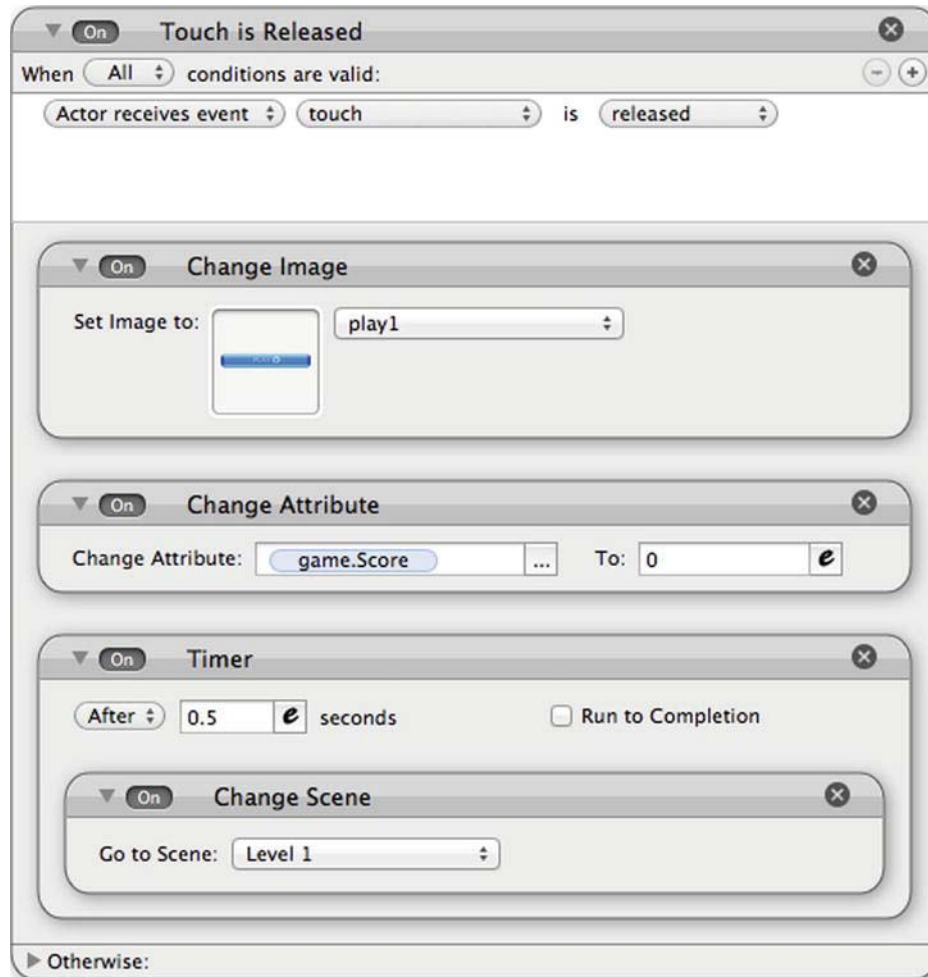 On Touch is Released
When All conditions are valid:
Actor receives event touch is released
On Change Image
Set Image to: play1
PLAY
On Change Attribute
Change Attribute: game.Score ... To: 0 e
On Timer
After 0.5 e seconds Run to Completion
On Change Scene
Go to Scene: Level 1
Otherwise: